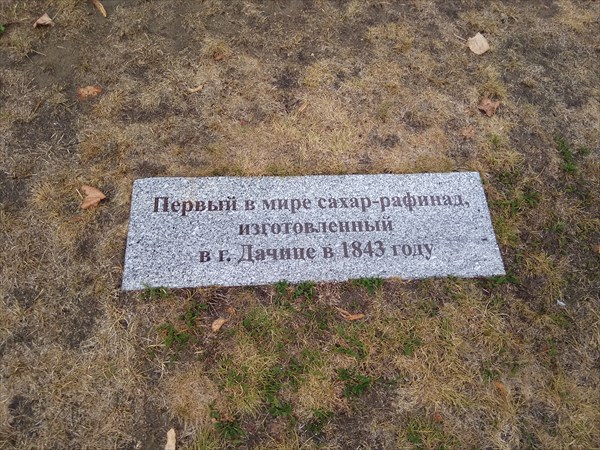 Первый в мире сахар-рафинад,
изготовленный
в г. Дачице в 1843 году